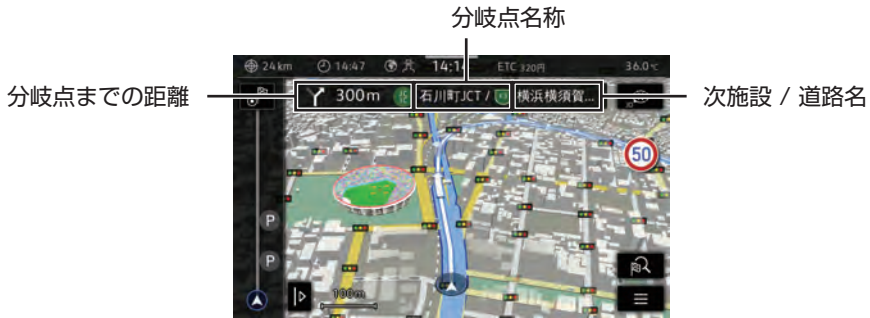 分岐点名称
24km 14:47 14:14 ETC 320円 36.0℃
分岐点までの距離
300m 石川町JCT / 横浜横須賀...
次施設 / 道路名
3D
50
P
P
100m